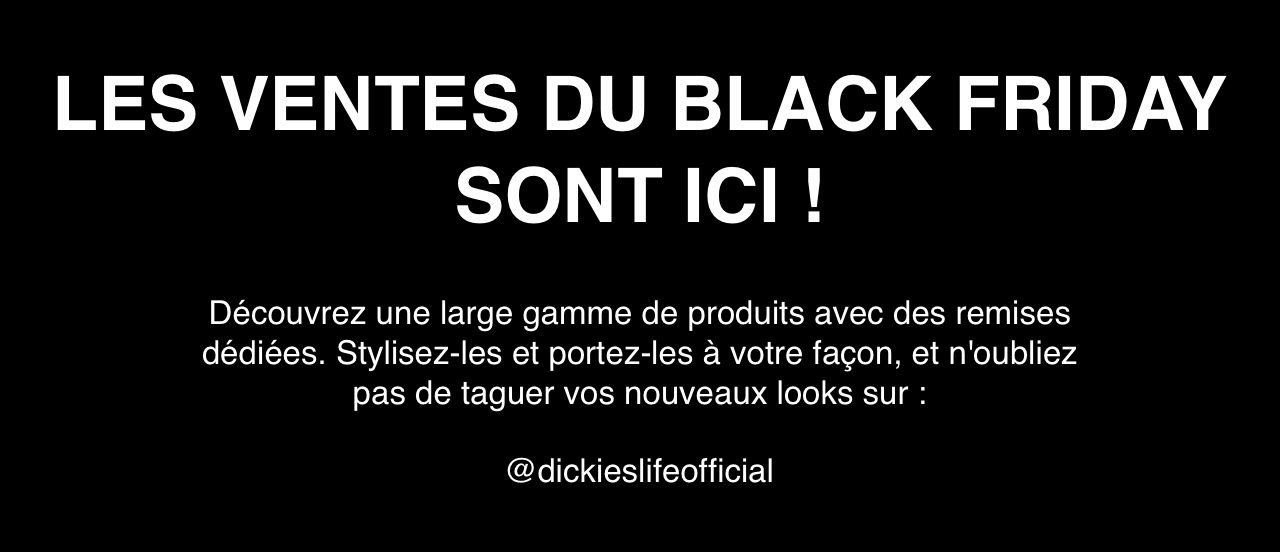 LES VENTES DU BLACK FRIDAY
SONT ICI !
Découvrez une large gamme de produits avec des remises
dédiées. Stylisez-les et portez-les à votre façon, et n'oubliez
pas de taguer vos nouveaux looks sur :
@dickieslifeofficial